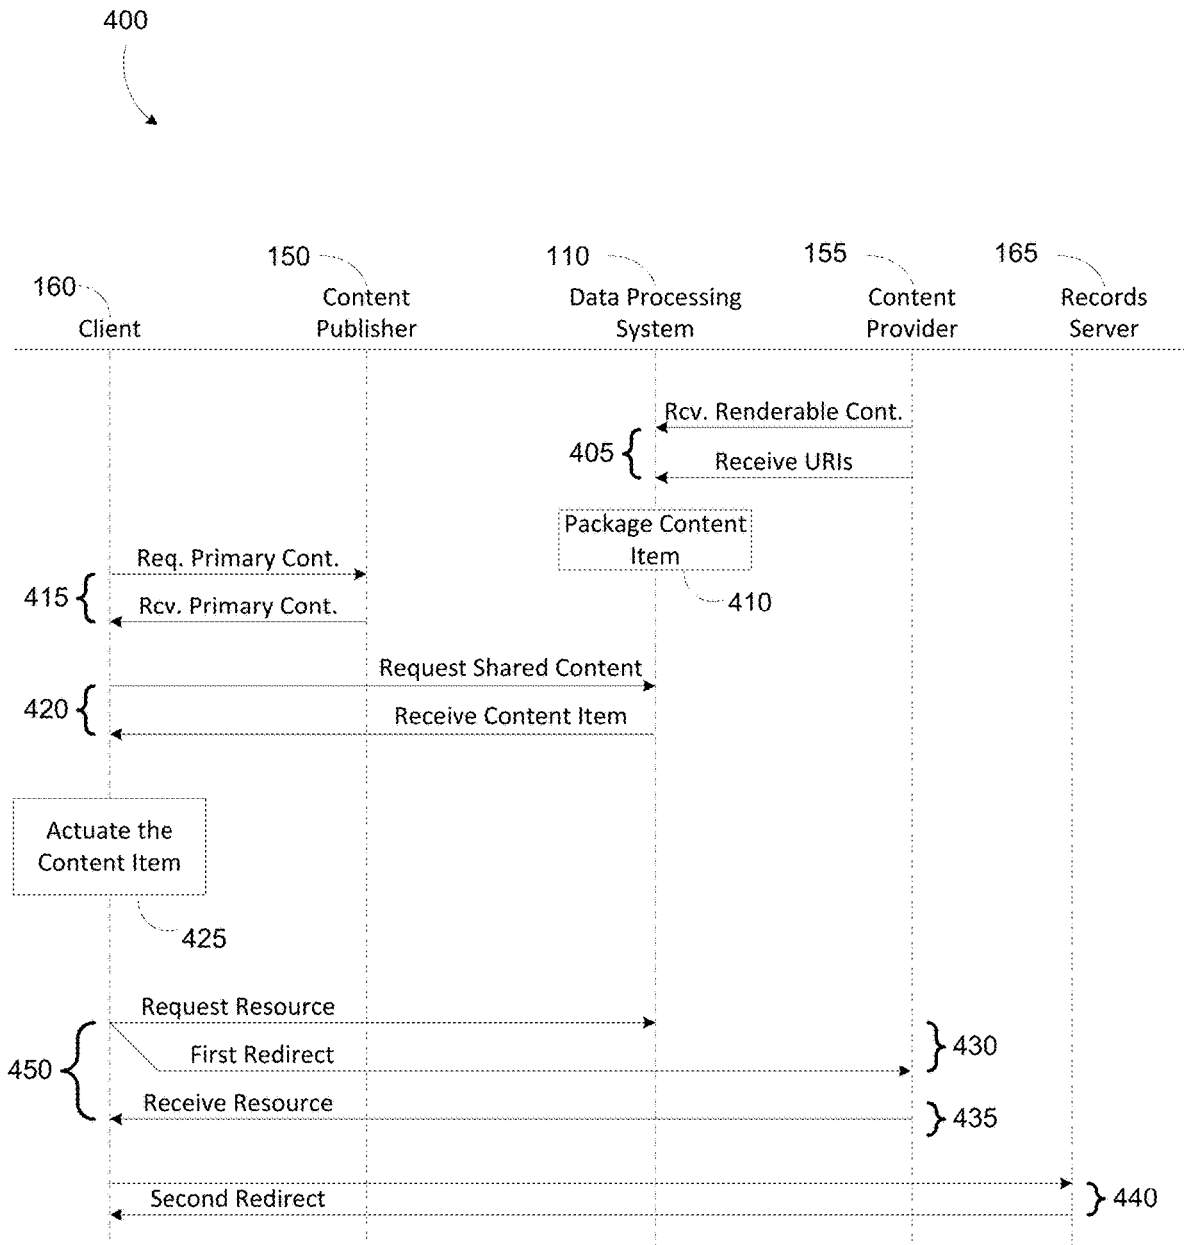 400
150
110
155
165
160
Content
Data Processing
Content
Records
Client
Publisher
System
Provider
Server
Rcv. Renderable Cont.
405
Receive URIs
Package Content
Item
Req. Primary Cont.
415
410
Rcv. Primary Cont.
Request Shared Content
420
Receive Content Item
Actuate the
Content Item
425
Request Resource
First Redirect
430
450
Receive Resource
435
Second Redirect
440